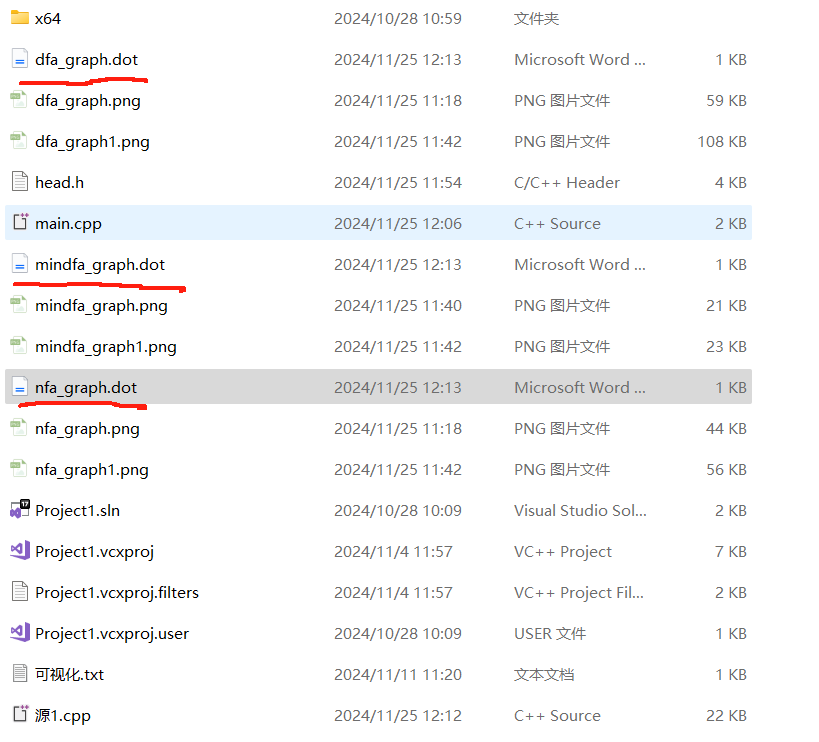 x64 2024/10/28 10:59 文件夹
dfa_graph.dot 2024/11/25 12:13 Microsoft Word ... 1 KB
dfa_graph.png 2024/11/25 11:18 PNG 图片文件 59 KB
dfa_graph1.png 2024/11/25 11:42 PNG 图片文件 108 KB
head.h 2024/11/25 11:54 C/C++ Header 4 KB
main.cpp 2024/11/25 12:06 C++ Source 2 KB
mindfa_graph.dot 2024/11/25 12:13 Microsoft Word ... 1 KB
mindfa_graph.png 2024/11/25 11:40 PNG 图片文件 21 KB
mindfa_graph1.png 2024/11/25 11:42 PNG 图片文件 23 KB
nfa_graph.dot 2024/11/25 12:13 Microsoft Word ... 1 KB
nfa_graph.png 2024/11/25 11:18 PNG 图片文件 44 KB
nfa_graph1.png 2024/11/25 11:42 PNG 图片文件 56 KB
Project1.sln 2024/10/28 10:09 Visual Studio Sol... 2 KB
Project1.vcxproj 2024/11/4 11:57 VC++ Project 7 KB
Project1.vcxproj.filters 2024/11/4 11:57 VC++ Project Fil... 2 KB
Project1.vcxproj.user 2024/10/28 10:09 USER 文件 1 KB
可视化.txt 2024/11/11 11:20 文本文档 1 KB
源1.cpp 2024/11/25 12:12 C++ Source 22 KB